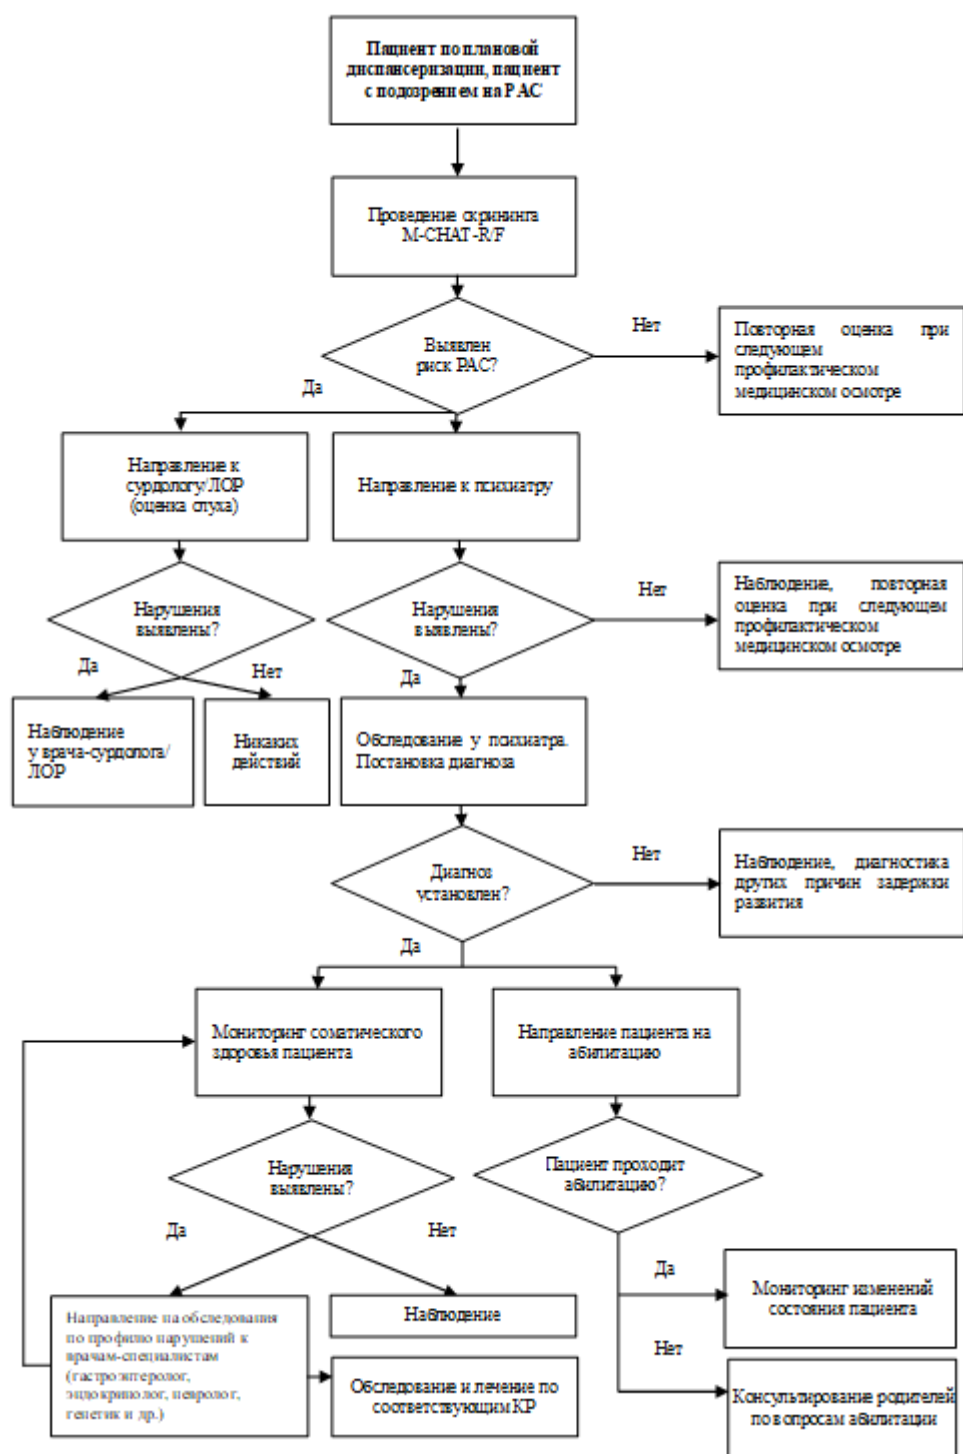 Пациент по плановой
диспансеризации, пациент
с подозрением на РАС
Проведение скрининга
M-CHAT-R/F
Выявлен
риск РАС?
Нет
Повторная оценка при
следующем
профилактическом
медицинском осмотре
Да
Направление к
сурдологу/ЛОР
(оценка слуха)
Направление к психиатру
Нарушения
выявлены?
Нарушения
выявлены?
Нет
Наблюдение, повторная
оценка при следующем
профилактическом
медицинском осмотре
Да
Нет
Да
Наблюдение
у врача-сурдолога/
ЛОР
Никаких
действий
Обследование у психиатра.
Постановка диагноза
Диагноз
установлен?
Нет
Наблюдение, диагностика
других причин задержки
развития
Да
Мониторинг соматического
здоровья пациента
Направление пациента на
абилитацию
Нарушения
выявлены?
Пациент проходит
абилитацию?
Да
Нет
Да
Мониторинг изменений
состояния пациента
Направление на обследования
по профилю нарушений к
врачам-специалистам
(гастроэнтеролог,
эндокринолог, невролог,
генетик и др.)
Наблюдение
Нет
Обследование и лечение по
соответствующим КР
Консультирование родителей
по вопросам абилитации